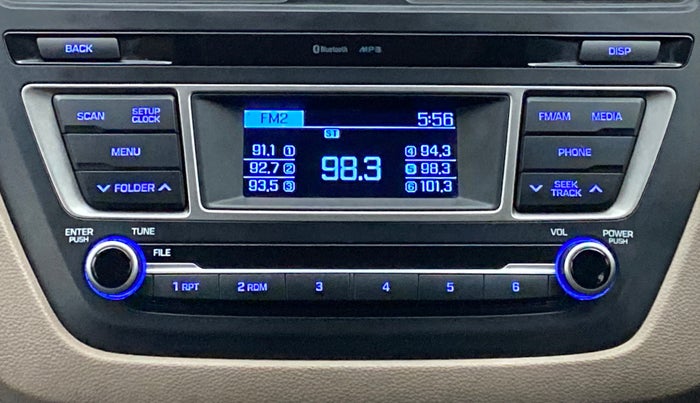 BACK Bluetooth MP3 DISP
SCAN SETUP CLOCK FM2 5:56 FM/AM MEDIA
ST
MENU 91.1 1 98.3 4 94.3 PHONE
92.7 2 5 98.3
FOLDER 93.5 3 6 101.3 SEEK TRACK
ENTER PUSH TUNE VOL POWER PUSH
FILE
1 RPT 2 RDM 3 4 5 6